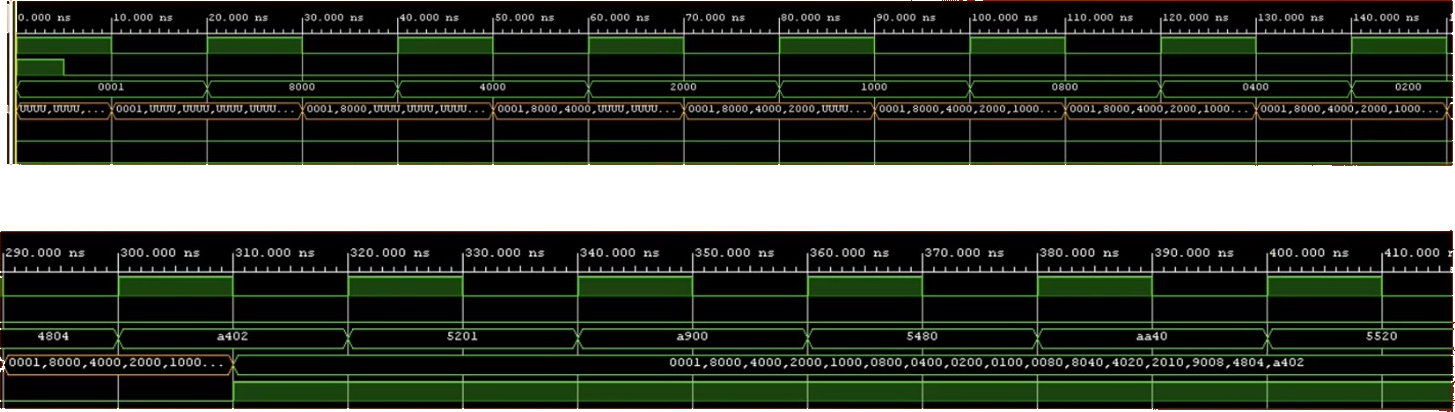 0.000 ns 10.000 ns 20.000 ns 30.000 ns 40.000 ns 50.000 ns 60.000 ns 70.000 ns 80.000 ns 90.000 ns 100.000 ns 110.000 ns 120.000 ns 130.000 ns 140.000 ns
0001 8000 4000 2000 1000 0800 0400 0200
UUUU,UUUU,... 0001,UUUU,UUUU,UUUU,UUUU... 0001,8000,UUUU,UUUU,UUUU... 0001,8000,4000,UUUU,UUUU... 0001,8000,4000,2000,UUUU... 0001,8000,4000,2000,1000... 0001,8000,4000,2000,1000... 0001,8000,4000,2000,1000...
290.000 ns 300.000 ns 310.000 ns 320.000 ns 330.000 ns 340.000 ns 350.000 ns 360.000 ns 370.000 ns 380.000 ns 390.000 ns 400.000 ns 410.000
4804 a402 5201 a900 5480 aa40 5520
0001,8000,4000,2000,1000... 0001,8000,4000,2000,1000,0800,0400,0200,0100,0080,8040,4020,2010,9008,4804,a402